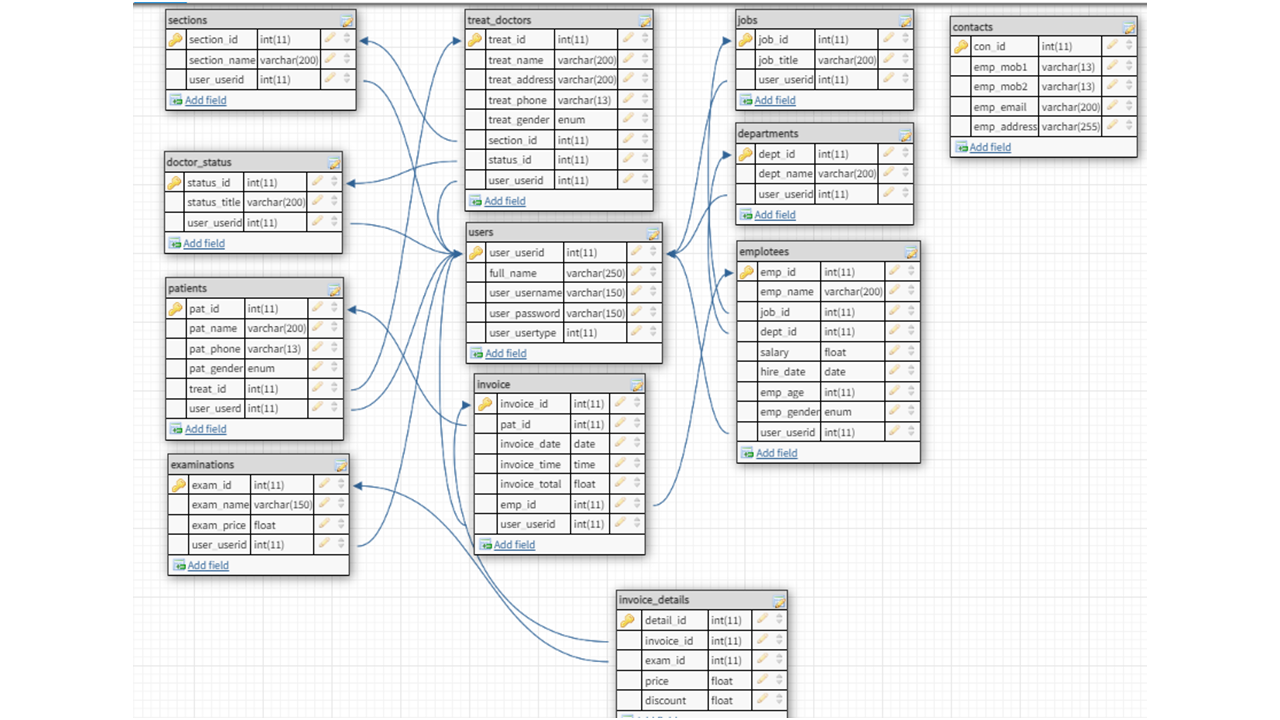 sections
section_id int(11)
section_name varchar(200)
user_userid int(11)
Add field
treat_doctors
treat_id int(11)
treat_name varchar(200)
treat_address varchar(200)
treat_phone varchar(13)
treat_gender enum
section_id int(11)
status_id int(11)
user_userid int(11)
Add field
jobs
job_id int(11)
job_title varchar(200)
user_userid int(11)
Add field
contacts
con_id int(11)
emp_mob1 varchar(13)
emp_mob2 varchar(13)
emp_email varchar(200)
emp_address varchar(255)
Add field
doctor_status
status_id int(11)
status_title varchar(200)
user_userid int(11)
Add field
departments
dept_id int(11)
dept_name varchar(200)
user_userid int(11)
Add field
users
user_userid int(11)
full_name varchar(250)
user_username varchar(150)
user_password varchar(150)
user_usertype int(11)
Add field
emplotees
emp_id int(11)
emp_name varchar(200)
job_id int(11)
dept_id int(11)
salary float
hire_date date
emp_age int(11)
emp_gender enum
user_userid int(11)
Add field
patients
pat_id int(11)
pat_name varchar(200)
pat_phone varchar(13)
pat_gender enum
treat_id int(11)
user_userd int(11)
Add field
invoice
invoice_id int(11)
pat_id int(11)
invoice_date date
invoice_time time
invoice_total float
emp_id int(11)
user_userid int(11)
Add field
examinations
exam_id int(11)
exam_name varchar(150)
exam_price float
user_userid int(11)
Add field
invoice_details
detail_id int(11)
invoice_id int(11)
exam_id int(11)
price float
discount float